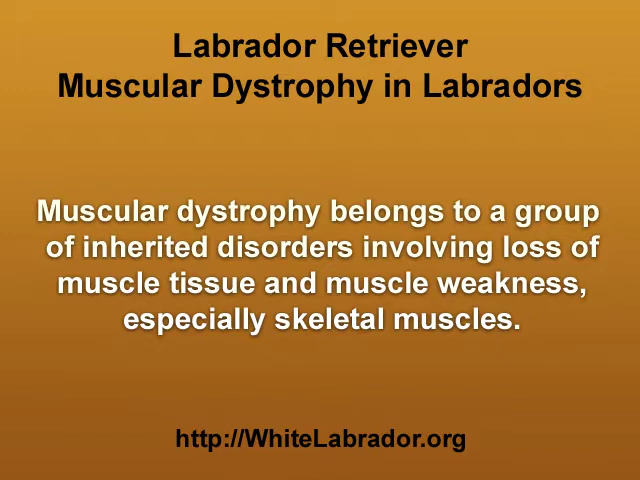 Labrador Retriever
Muscular Dystrophy in Labradors
Muscular dystrophy belongs to a group
of inherited disorders involving loss of
muscle tissue and muscle weakness,
especially skeletal muscles.
http://WhiteLabrador.org